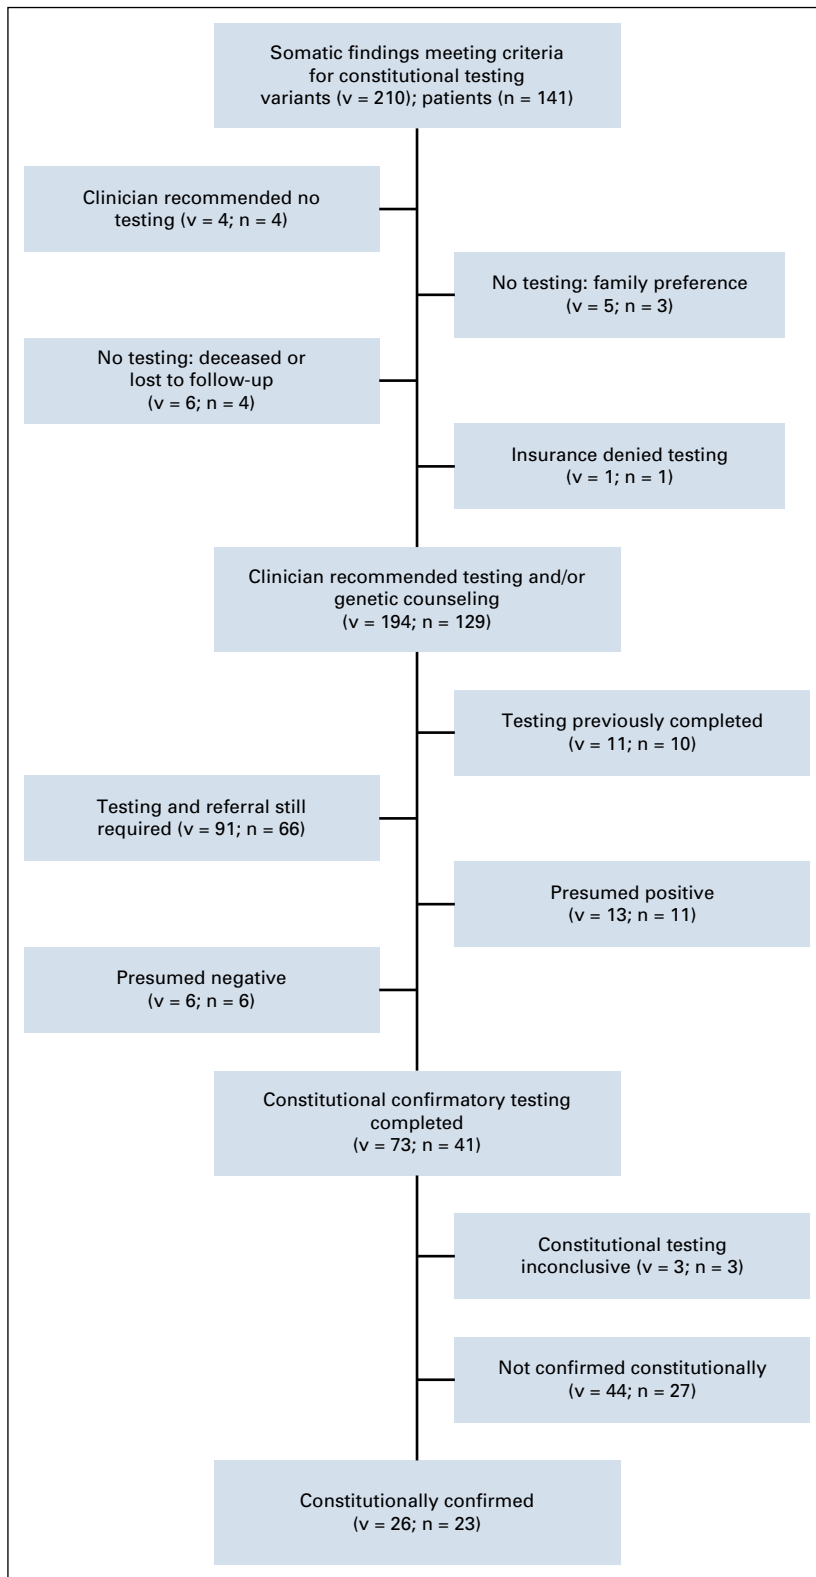 Somatic findings meeting criteria
for constitutional testing
variants (v = 210); patients (n = 141)
Clinician recommended no
testing (v = 4; n = 4)
No testing: family preference
(v = 5; n = 3)
No testing: deceased or
lost to follow-up
(v = 6; n = 4)
Insurance denied testing
(v = 1; n = 1)
Clinician recommended testing and/or
genetic counseling
(v = 194; n = 129)
Testing previously completed
(v = 11; n = 10)
Testing and referral still
required (v = 91; n = 66)
Presumed positive
(v = 13; n = 11)
Presumed negative
(v = 6; n = 6)
Constitutional confirmatory testing
completed
(v = 73; n = 41)
Constitutional testing
inconclusive (v = 3; n = 3)
Not confirmed constitutionally
(v = 44; n = 27)
Constitutionally confirmed
(v = 26; n = 23)